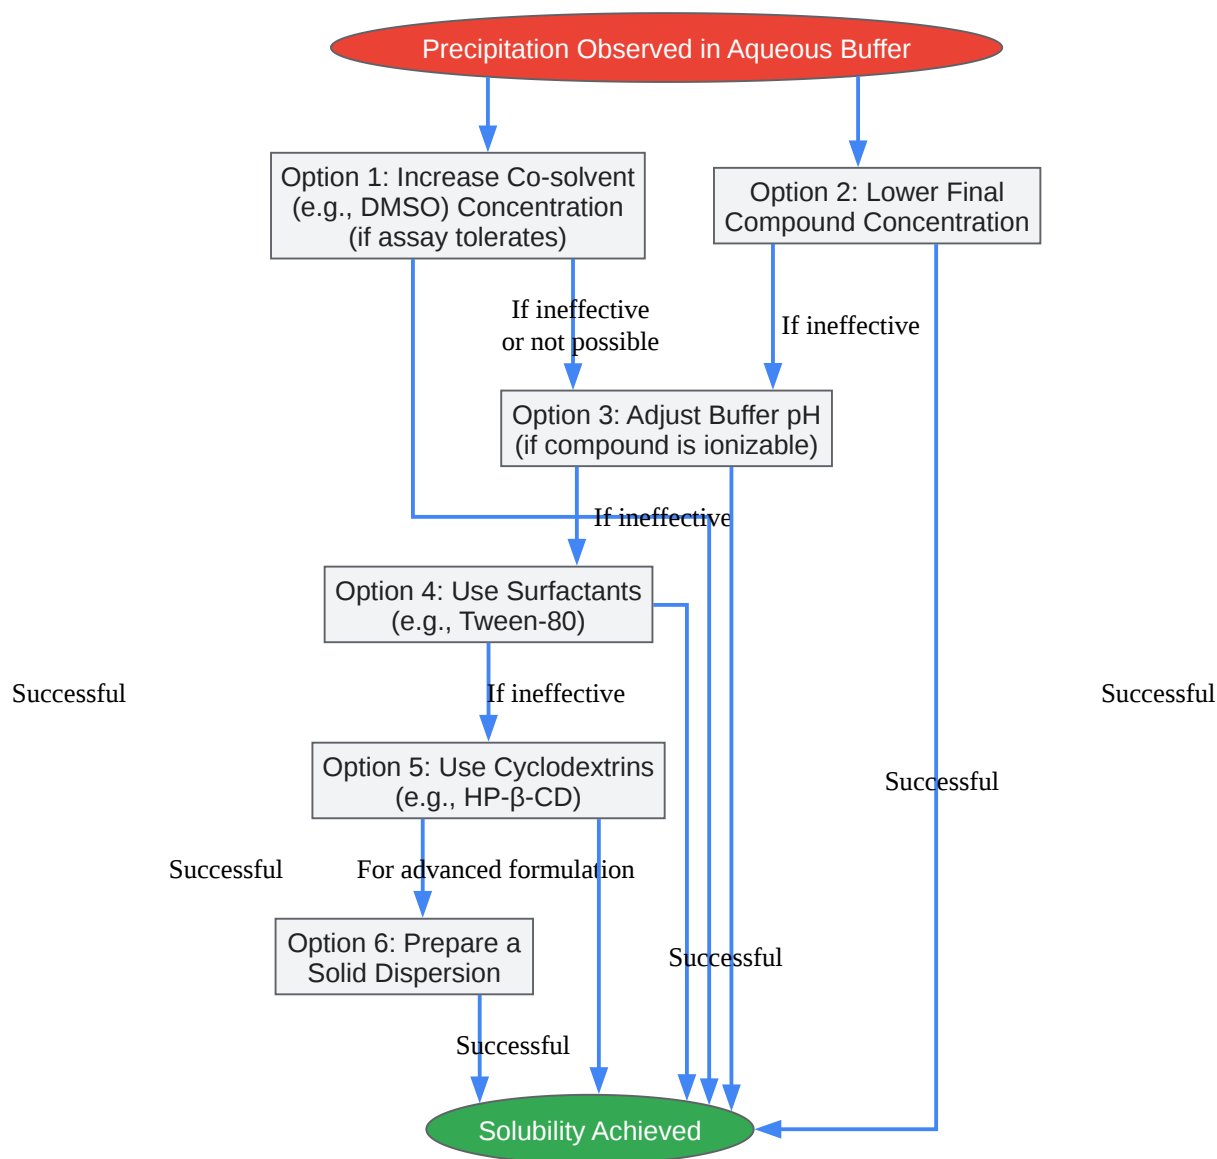 Precipitation Observed in Aqueous Buffer
Option 1: Increase Co-solvent
(e.g., DMSO) Concentration
(if assay tolerates)
Option 2: Lower Final
Compound Concentration
If ineffective
or not possible
If ineffective
Option 3: Adjust Buffer pH
(if compound is ionizable)
If ineffective
Option 4: Use Surfactants
(e.g., Tween-80)
Successful
If ineffective
Successful
Option 5: Use Cyclodextrins
(e.g., HP-β-CD)
Successful
Successful
For advanced formulation
Option 6: Prepare a
Solid Dispersion
Successful
Successful
Solubility Achieved